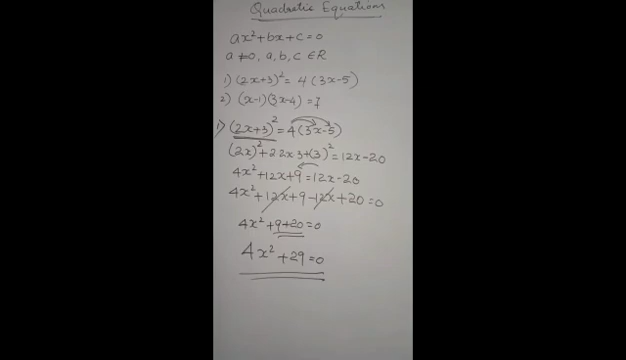 Quadratic Equations
ax²+bx+c=0
a≠0, a,b,c ∈R
1) (2x+3)² = 4(3x-5)
2) (x-1)(3x-4)=7
1) (2x+3)² = 4(3x-5)
(2x)²+2 2x 3+(3)² = 12x-20
4x²+12x+9 = 12x-20
4x²+12x+9-12x+20=0
4x²+9+20=0
4x²+29=0